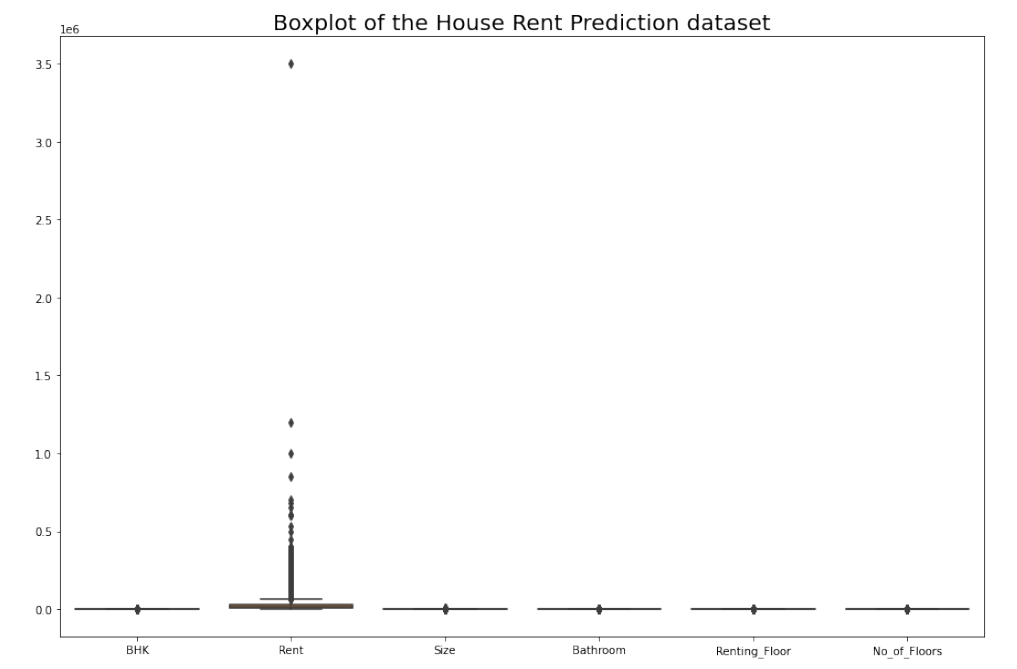 Boxplot of the House Rent Prediction dataset
1e6
3.5
3.0
2.5
2.0
1.5
1.0
0.5
0.0
BHK Rent Size Bathroom Renting_Floor No_of_Floors